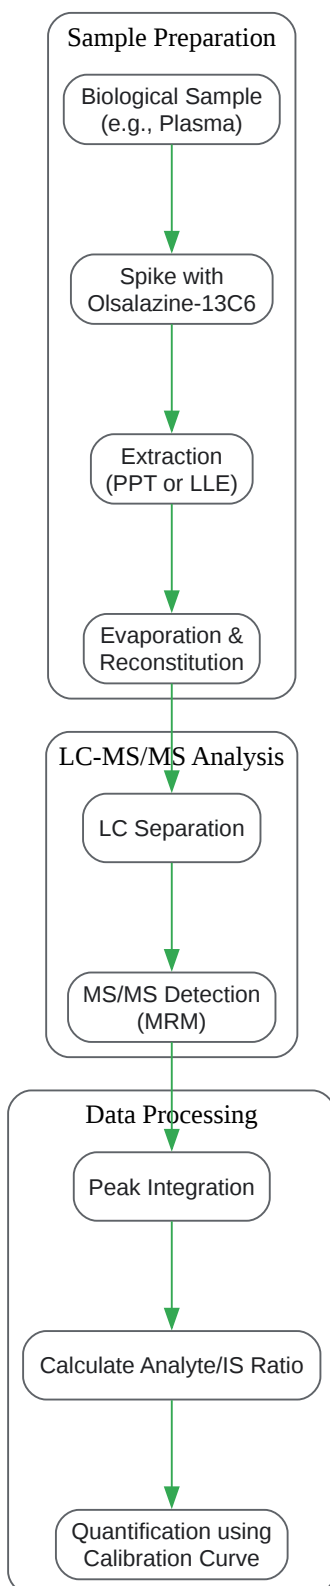 Sample Preparation
Biological Sample
(e.g., Plasma)
Spike with
Olsalazine-13C6
Extraction
(PPT or LLE)
Evaporation &
Reconstitution
LC-MS/MS Analysis
LC Separation
MS/MS Detection
(MRM)
Data Processing
Peak Integration
Calculate Analyte/IS Ratio
Quantification using
Calibration Curve